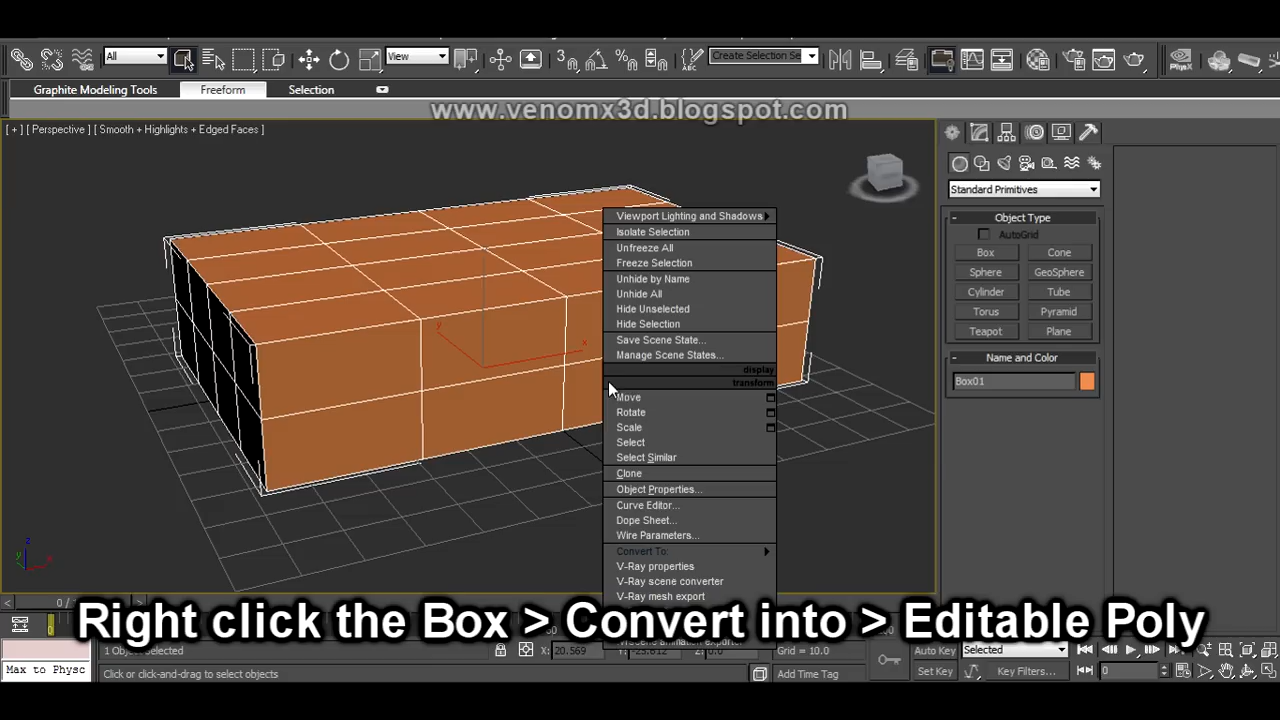 All
View
Create Selection Se
Graphite Modeling Tools
Freeform
Selection
www.venomx3d.blogspot.com
[ + ] [ Perspective ] [ Smooth + Highlights + Edged Faces ]
Standard Primitives
- Object Type
AutoGrid
Box
Cone
Sphere
GeoSphere
Cylinder
Tube
Torus
Pyramid
Teapot
Plane
- Name and Color
Box01
Viewport Lighting and Shadows
Isolate Selection
Unfreeze All
Freeze Selection
Unhide by Name
Unhide All
Hide Unselected
Hide Selection
Save Scene State...
Manage Scene States...
display
transform
Move
Rotate
Scale
Select
Select Similar
Clone
Object Properties...
Curve Editor...
Dope Sheet...
Wire Parameters...
Convert To:
V-Ray properties
V-Ray scene converter
V-Ray mesh export
y
x
z
y
x
Right click the Box > Convert into > Editable Poly
X: 20.569
Grid = 10.0
Auto Key
Selected
Max to Physc
Click or click-and-drag to select objects
Add Time Tag
Set Key
Key Filters...
0